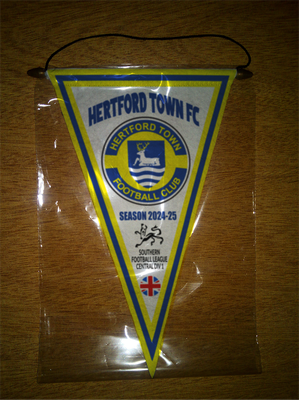 HERTFORD TOWN FC
HERTFORD TOWN
FOOTBALL CLUB
SEASON 2024-25
SOUTHERN
FOOTBALL LEAGUE
CENTRAL DIV 1